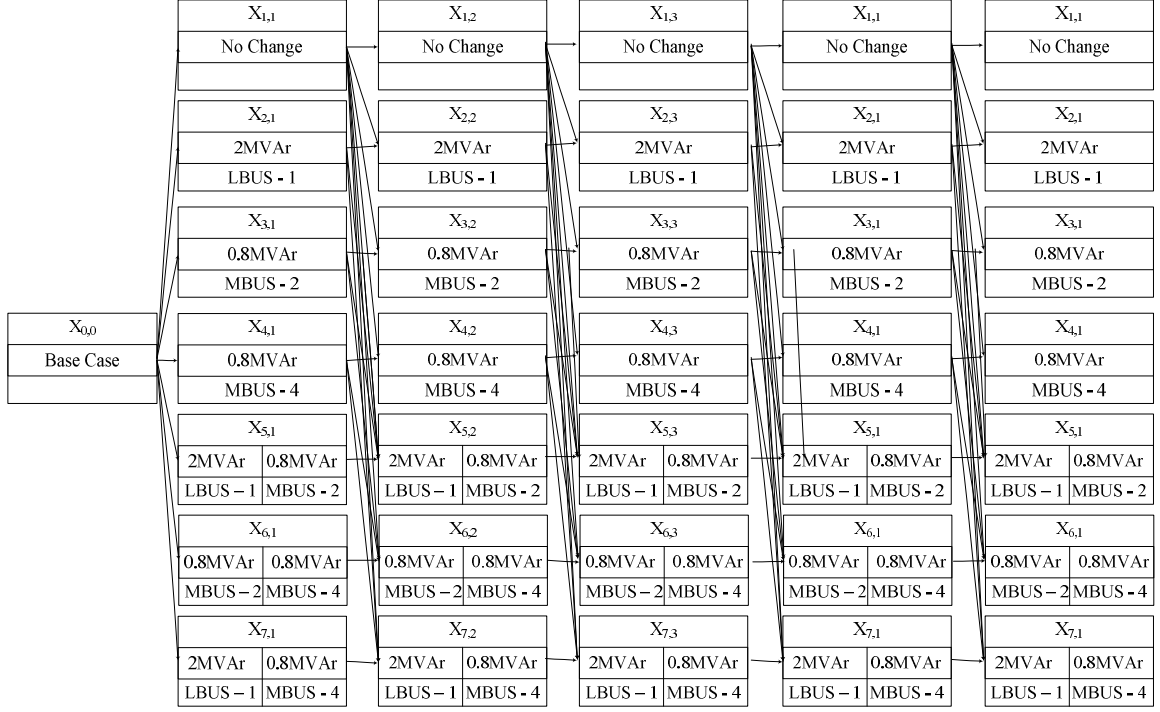 X1,1 X1,2 X1,3 X1,1 X1,1
No Change No Change No Change No Change No Change
X2,1 X2,2 X2,3 X2,1 X2,1
2MVAr 2MVAr 2MVAr 2MVAr 2MVAr
LBUS - 1 LBUS - 1 LBUS - 1 LBUS - 1 LBUS - 1
X3,1 X3,2 X3,3 X3,1 X3,1
0.8MVAr 0.8MVAr 0.8MVAr 0.8MVAr 0.8MVAr
MBUS - 2 MBUS - 2 MBUS - 2 MBUS - 2 MBUS - 2
X0,0 X4,1 X4,2 X4,3 X4,1 X4,1
Base Case 0.8MVAr 0.8MVAr 0.8MVAr 0.8MVAr 0.8MVAr
MBUS - 4 MBUS - 4 MBUS - 4 MBUS - 4 MBUS - 4
X5,1 X5,2 X5,3 X5,1 X5,1
2MVAr 0.8MVAr 2MVAr 0.8MVAr 2MVAr 0.8MVAr 2MVAr 0.8MVAr 2MVAr 0.8MVAr
LBUS – 1 MBUS - 2 LBUS – 1 MBUS - 2 LBUS – 1 MBUS - 2 LBUS – 1 MBUS - 2 LBUS – 1 MBUS - 2
X6,1 X6,2 X6,3 X6,1 X6,1
0.8MVAr 0.8MVAr 0.8MVAr 0.8MVAr 0.8MVAr 0.8MVAr 0.8MVAr 0.8MVAr 0.8MVAr 0.8MVAr
MBUS – 2 MBUS - 4 MBUS – 2 MBUS - 4 MBUS – 2 MBUS - 4 MBUS – 2 MBUS - 4 MBUS – 2 MBUS - 4
X7,1 X7,2 X7,3 X7,1 X7,1
2MVAr 0.8MVAr 2MVAr 0.8MVAr 2MVAr 0.8MVAr 2MVAr 0.8MVAr 2MVAr 0.8MVAr
LBUS – 1 MBUS - 4 LBUS – 1 MBUS - 4 LBUS – 1 MBUS - 4 LBUS – 1 MBUS - 4 LBUS – 1 MBUS - 4